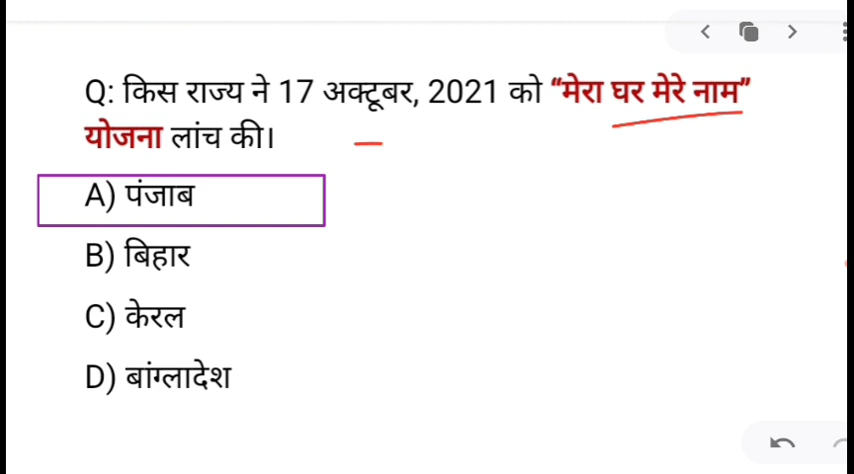 Q: किस राज्य ने 17 अक्टूबर, 2021 को “मेरा घर मेरे नाम”
योजना लांच की।
A) पंजाब
B) बिहार
C) केरल
D) बांग्लादेश